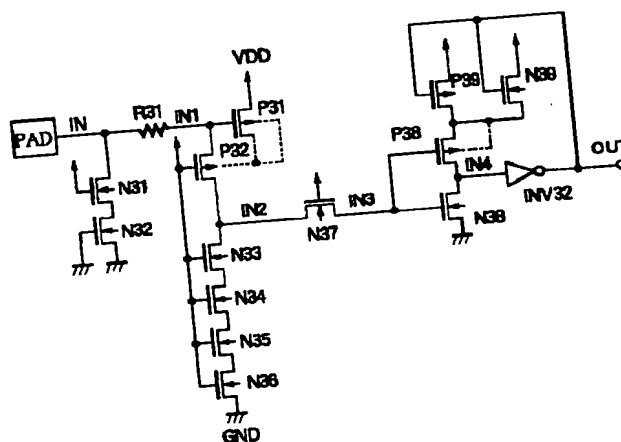 VDD
P39
N39
PAD
IN
R31
IN1
P31
P32
P38
IN4
OUT
INV32
N31
N32
IN2
IN3
N37
N38
N33
N34
N35
N36
GND